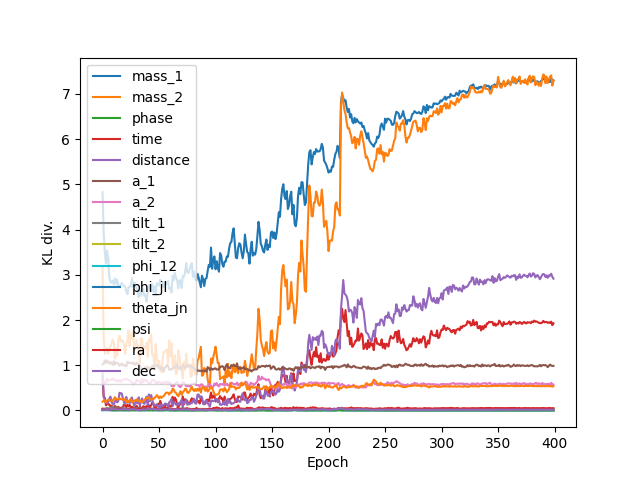 7
6
5
4
3
2
1
0
KL div.
mass_1
mass_2
phase
time
distance
a_1
a_2
tilt_1
tilt_2
phi_12
phi_jl
theta_jn
psi
ra
dec
0 50 100 150 200 250 300 350 400
Epoch